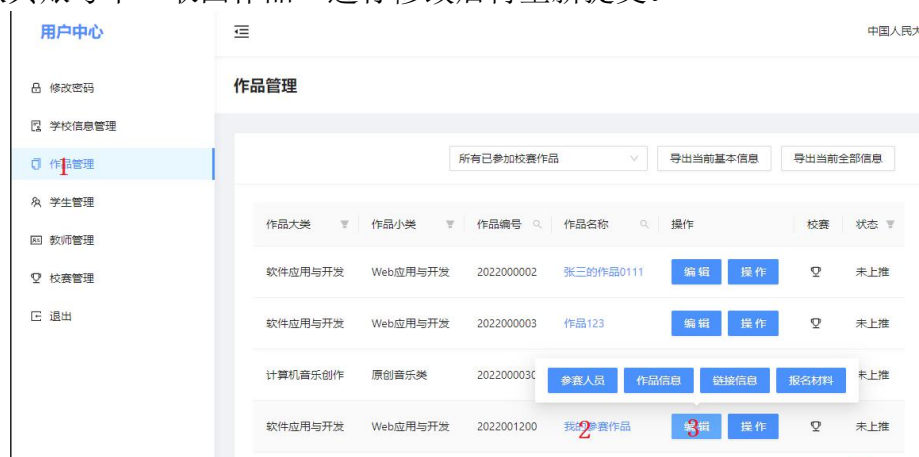 用户中心
中国人民大
修改密码
作品管理
学校信息管理
作品管理
1
所有已参加校赛作品
导出当前基本信息
导出当前全部信息
学生管理
教师管理
校赛管理
退出
作品大类 作品小类 作品编号 作品名称 操作 校赛 状态
软件应用与开发 Web应用与开发 2022000002 张三的作品0111 编辑 操作 未上推
软件应用与开发 Web应用与开发 2022000003 作品123 编辑 操作 未上推
计算机音乐创作 原创音乐类 2022000030 未上推
参赛人员 作品信息 链接信息 报名材料
软件应用与开发 Web应用与开发 2022001200 我的参赛作品 编辑 操作 未上推
2 3